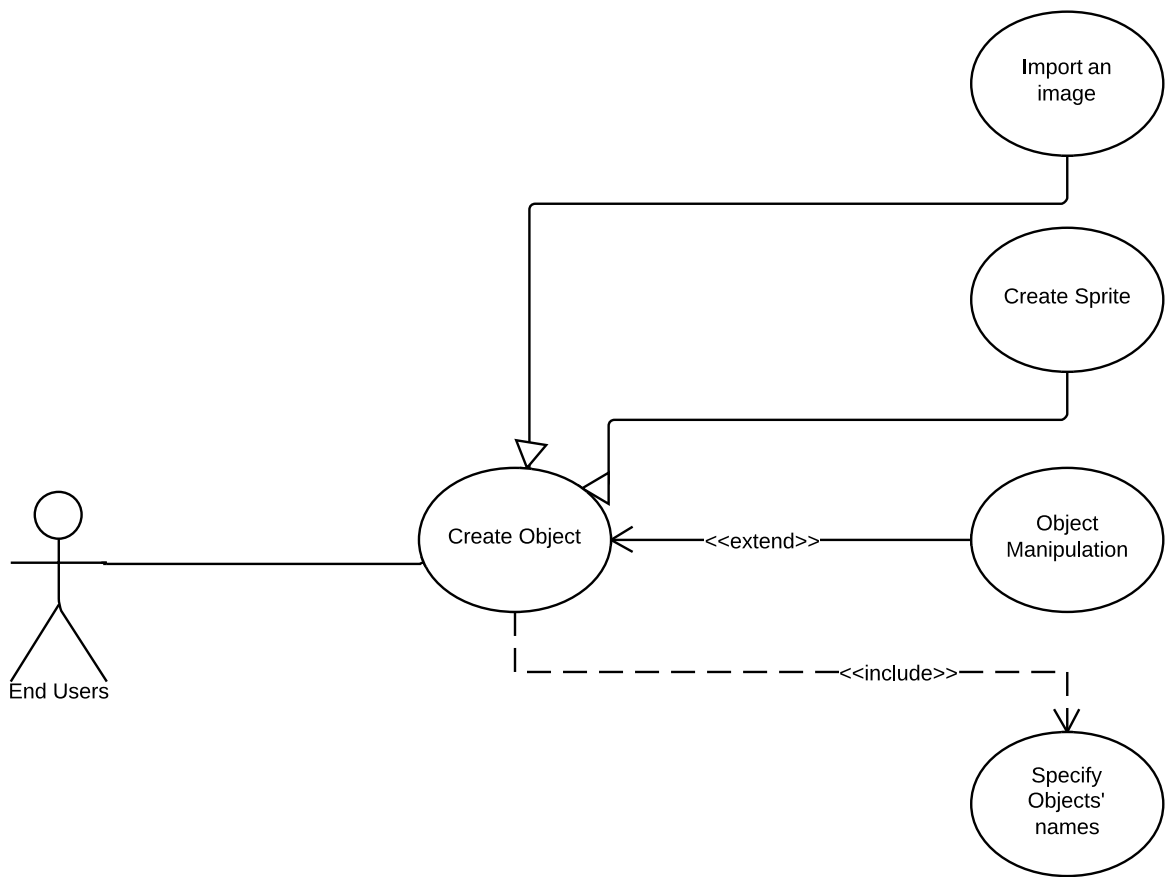 Import an
image
Create Sprite
Create Object
<<extend>>
Object
Manipulation
<<include>>
End Users
Specify
Objects'
names